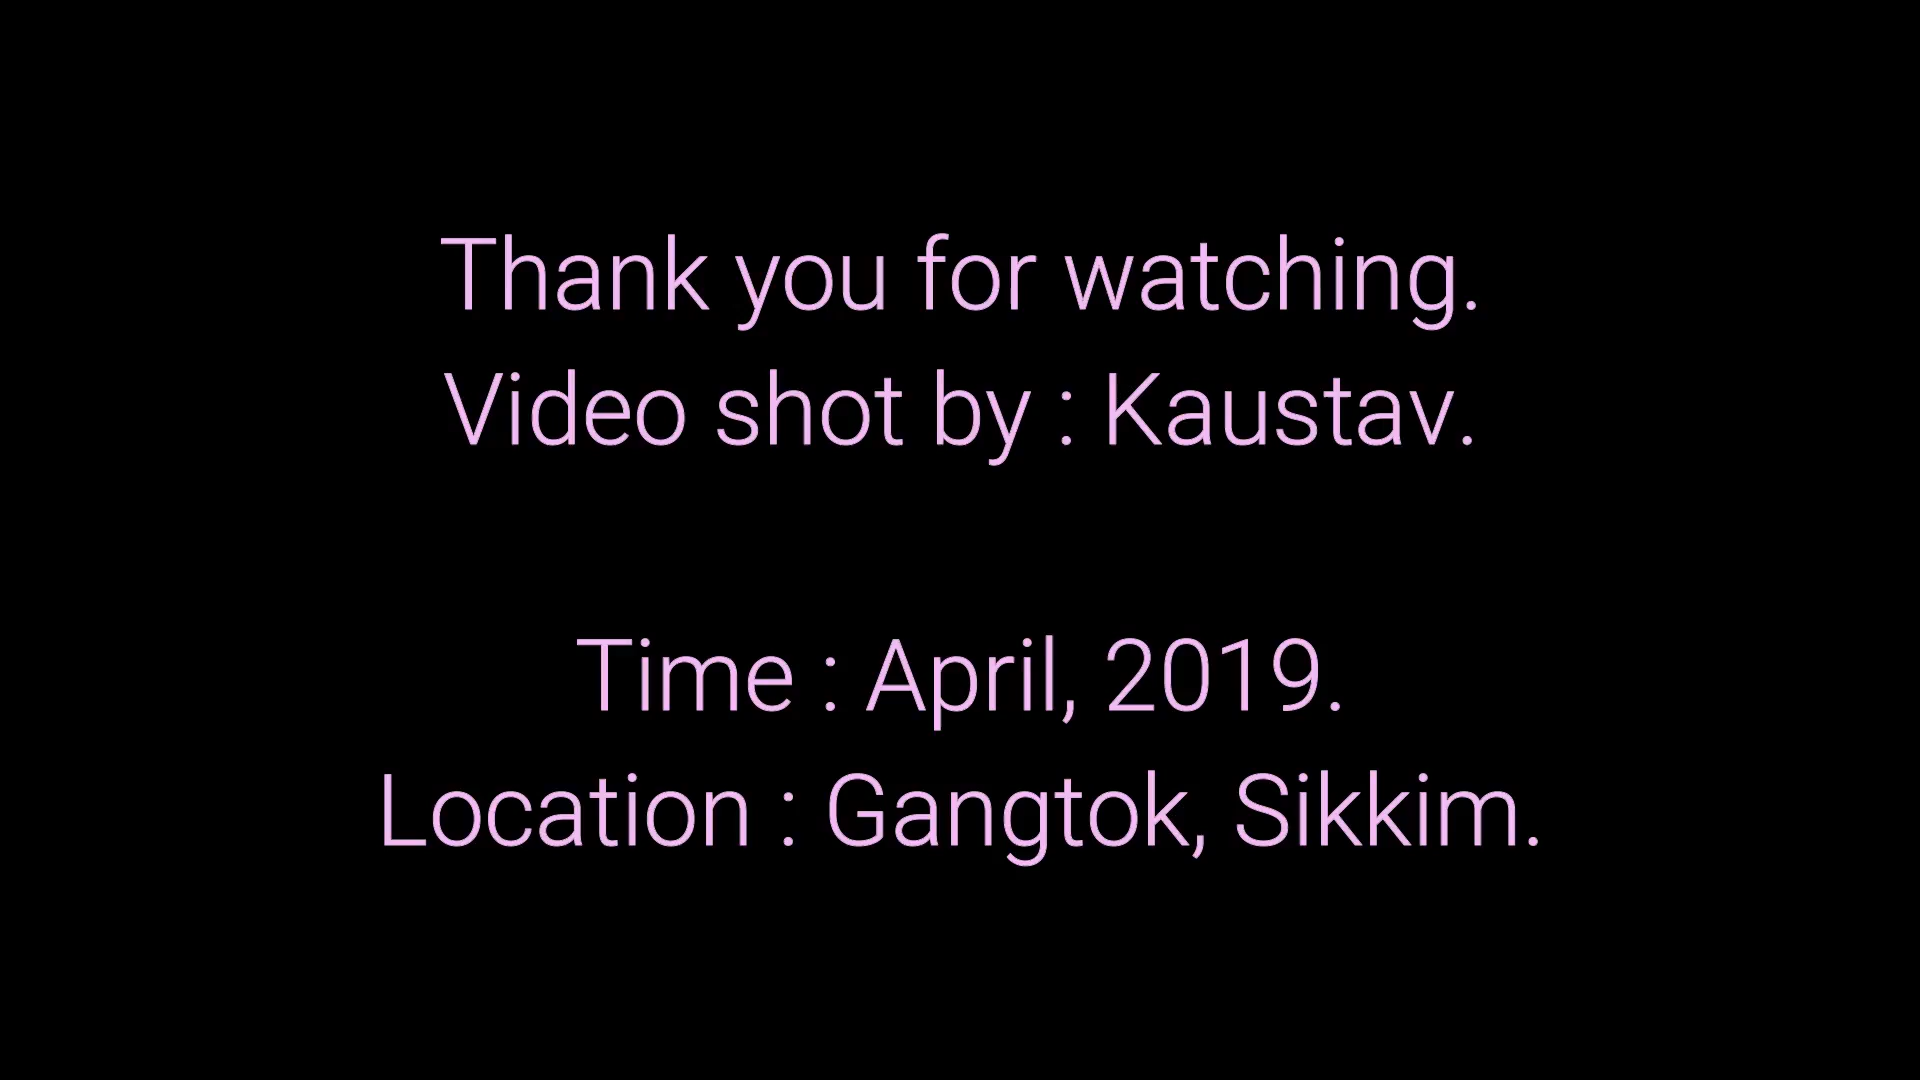 Thank you for watching.
Video shot by : Kaustav.
Time : April, 2019.
Location : Gangtok, Sikkim.